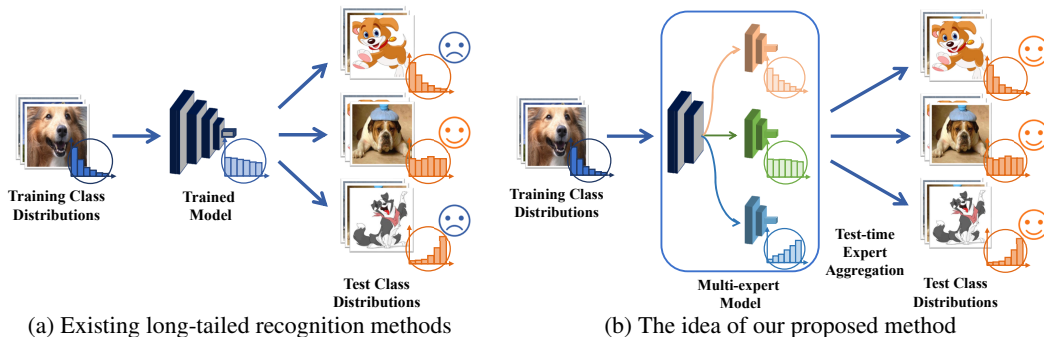 Training Class
Distributions
Trained
Model
Test Class
Distributions
(a) Existing long-tailed recognition methods
Training Class
Distributions
Multi-expert
Model
Test-time
Expert
Aggregation
Test Class
Distributions
(b) The idea of our proposed method